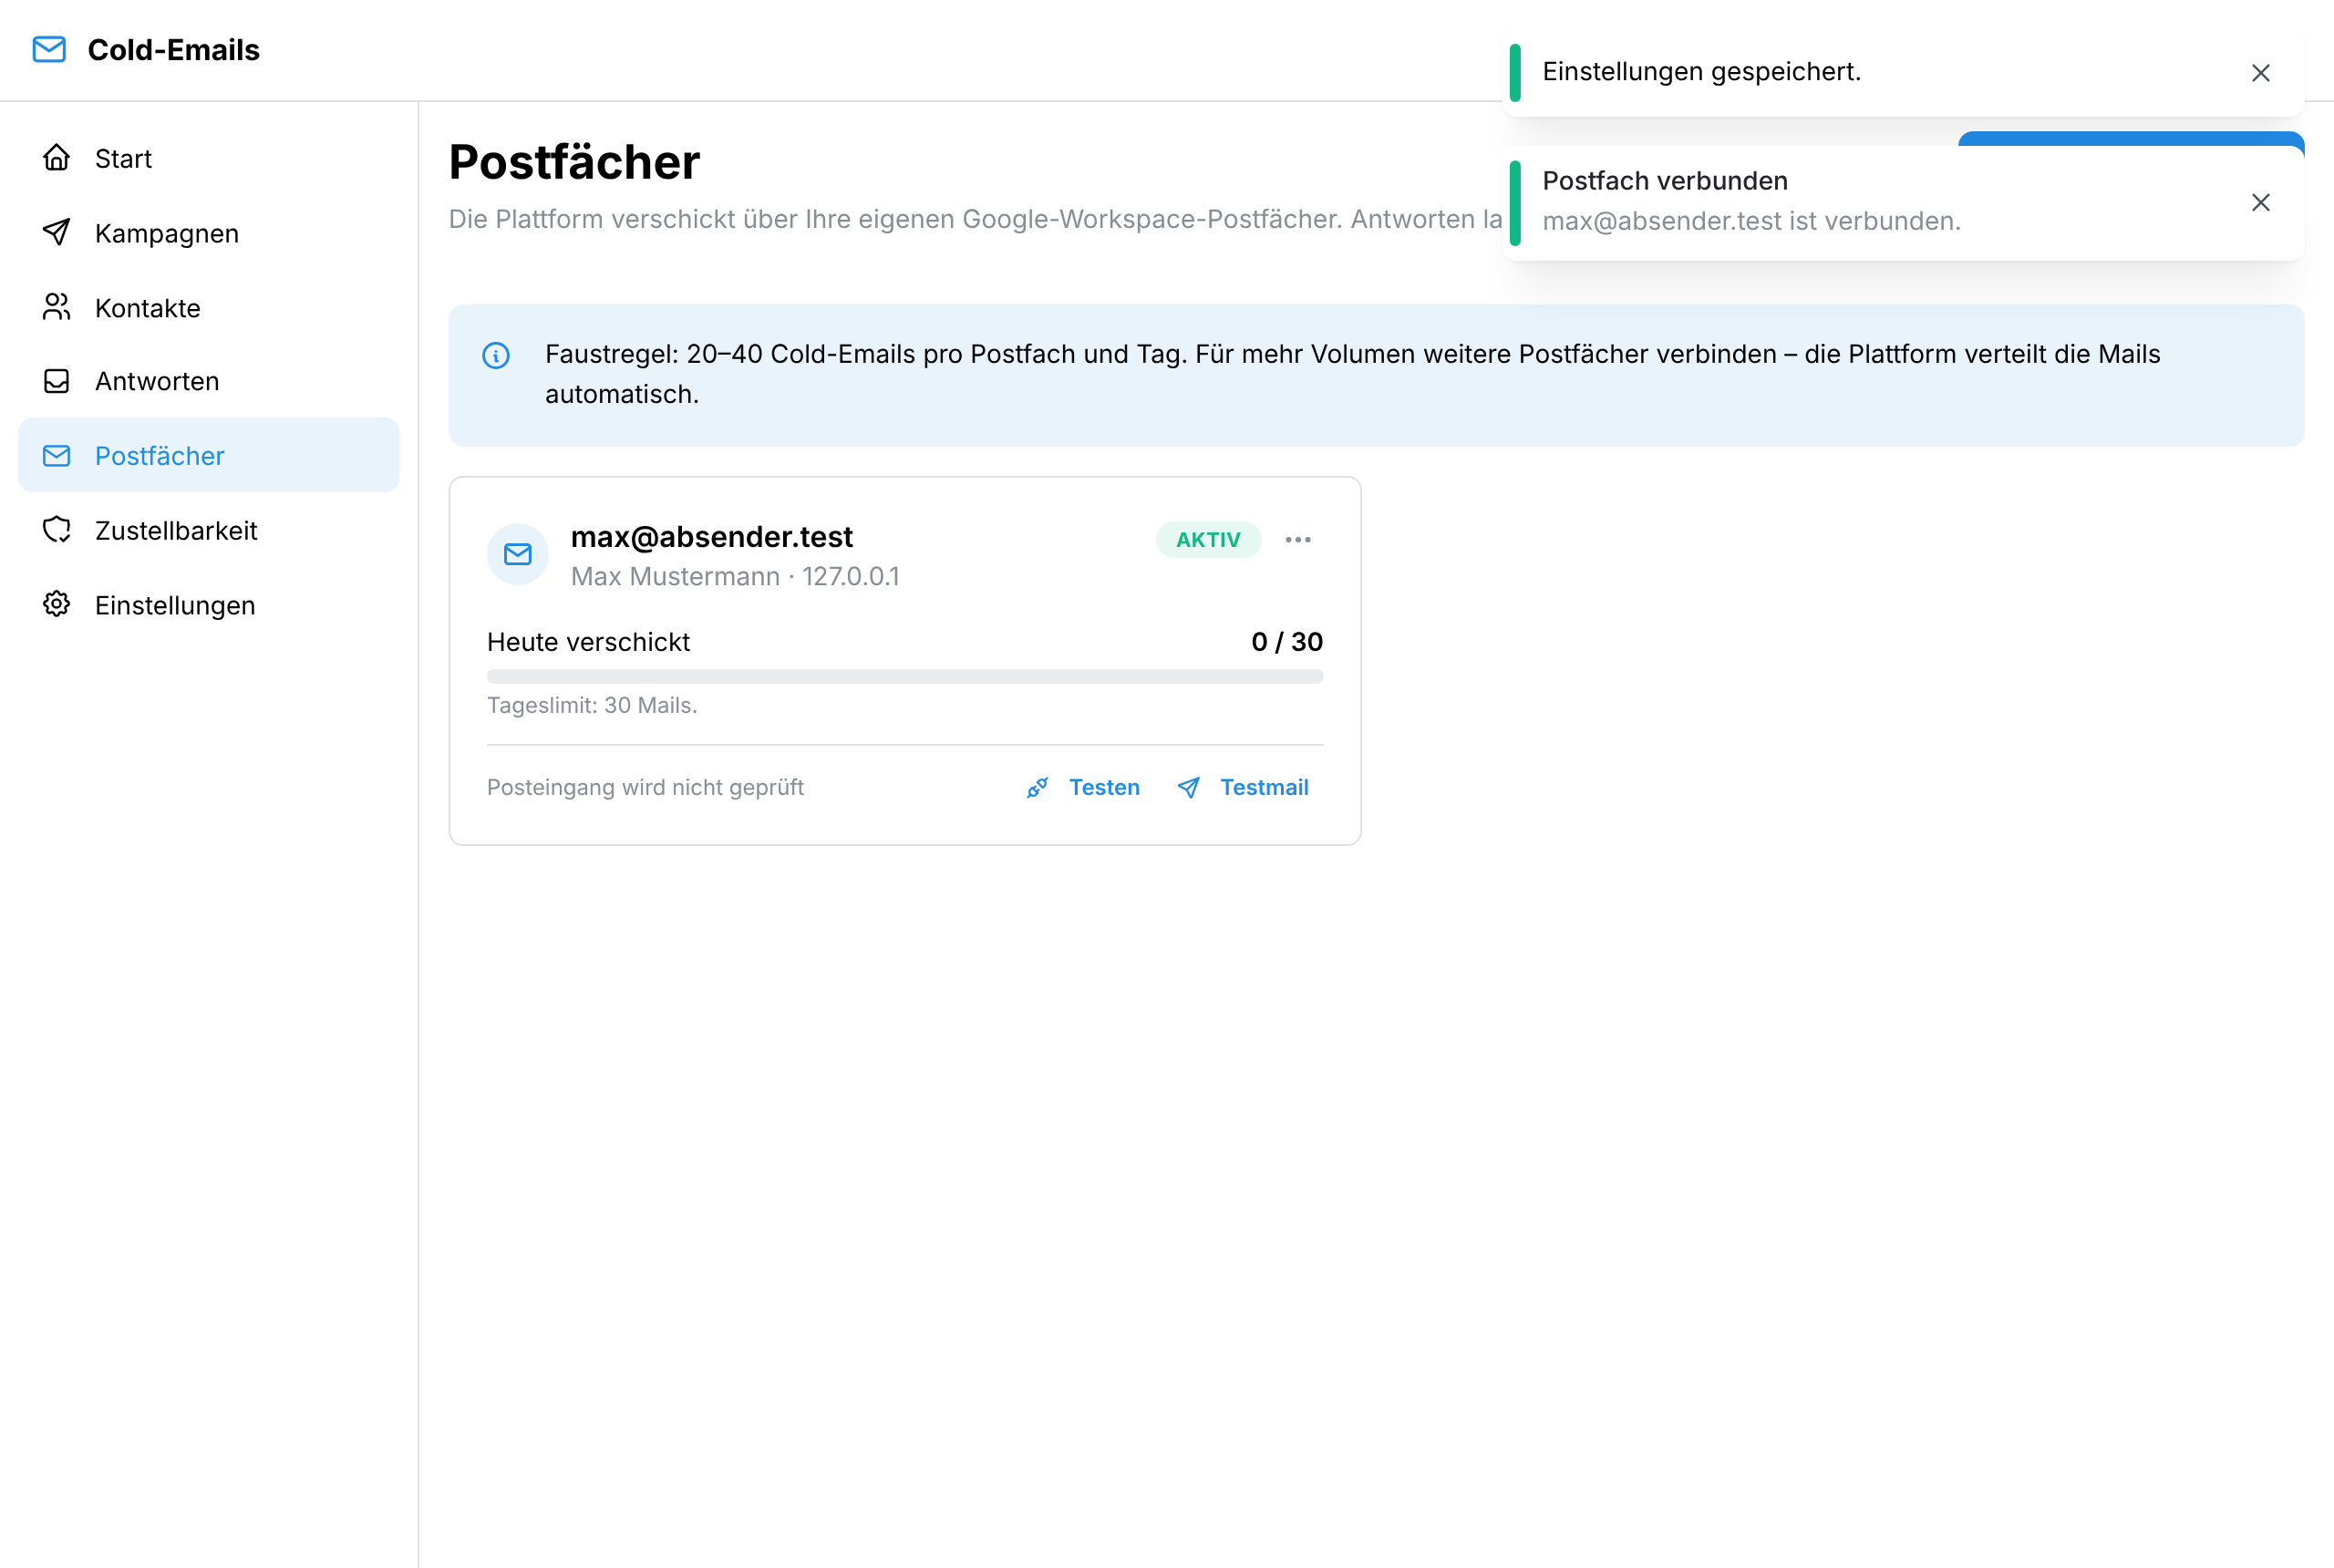 Cold-Emails
Einstellungen gespeichert.
Postfach verbunden
max@absender.test ist verbunden.
Start
Kampagnen
Kontakte
Antworten
Postfächer
Zustellbarkeit
Einstellungen
Postfächer
Die Plattform verschickt über Ihre eigenen Google-Workspace-Postfächer. Antworten la
Faustregel: 20–40 Cold-Emails pro Postfach und Tag. Für mehr Volumen weitere Postfächer verbinden – die Plattform verteilt die Mails
automatisch.
max@absender.test
AKTIV
Max Mustermann · 127.0.0.1
Heute verschickt
0 / 30
Tageslimit: 30 Mails.
Posteingang wird nicht geprüft
Testen
Testmail